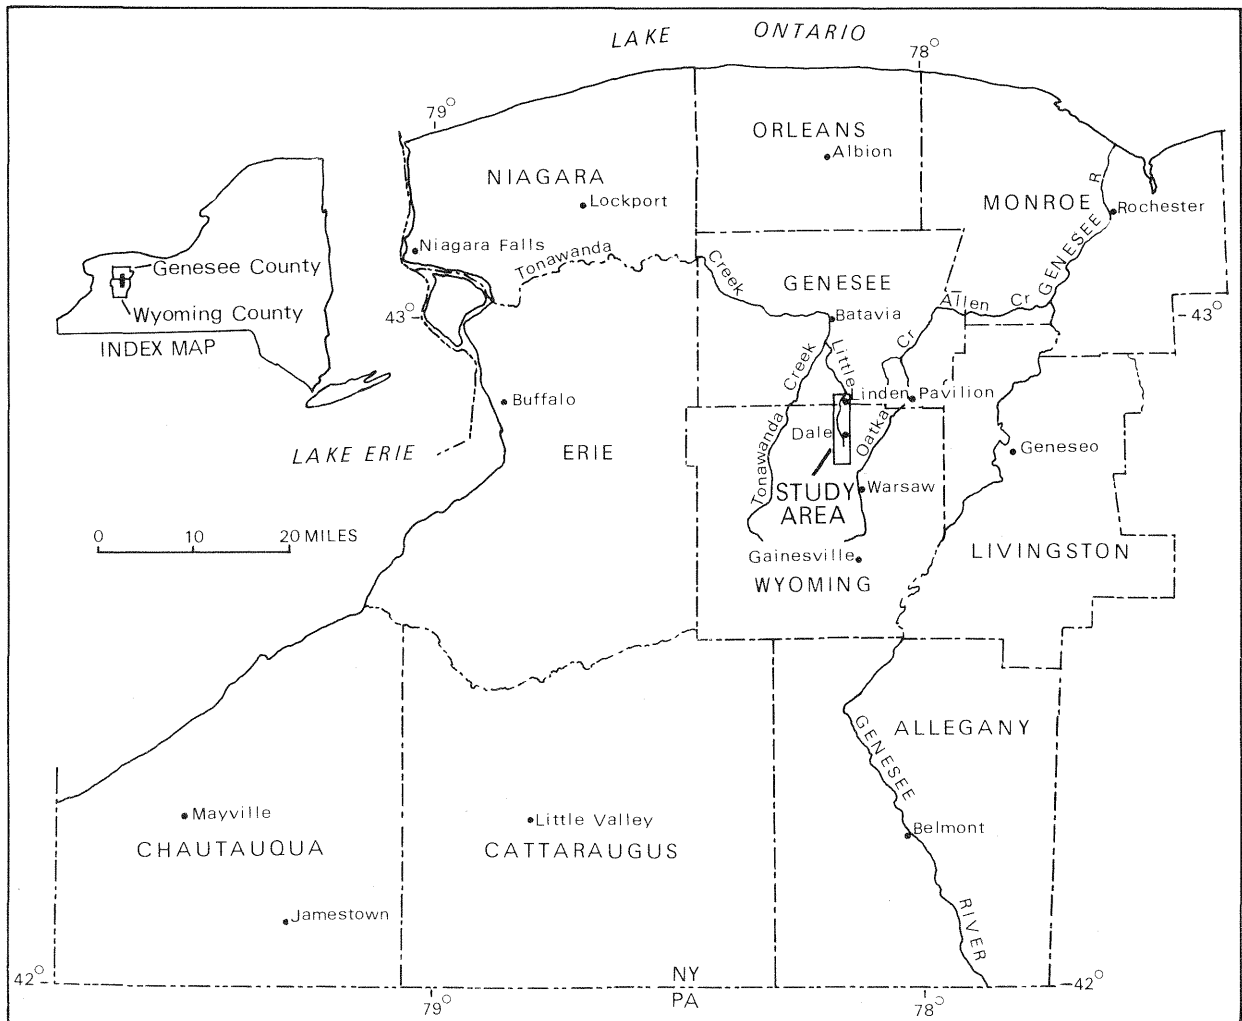 LAKE ONTARIO
78°
79°
ORLEANS
Albion
NIAGARA
Lockport
MONROE
Rochester
GENESEE R
Niagara Falls
Tonawanda Creek
Genesee County
Wyoming County
INDEX MAP
GENESEE
Batavia
Allen Cr
43°
43°
Little
Tonawanda Creek
Oatka Cr
Linden
Pavilion
Buffalo
Dale
LAKE ERIE
ERIE
Geneseo
STUDY
AREA
Warsaw
0 10 20 MILES
Gainesville
WYOMING
LIVINGSTON
ALLEGANY
GENESEE RIVER
Belmont
Mayville
Little Valley
CHAUTAUQUA
CATTARAUGUS
Jamestown
42°
NY
PA
42°
79°
78°